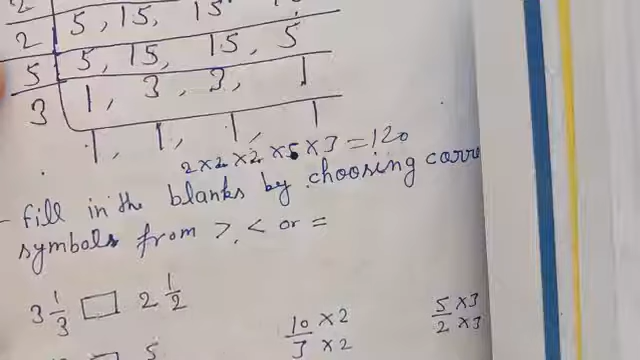 2 | 5, 15, 15
5 | 5, 15, 15, 5
3 | 1, 3, 3, 1
1, 1, 1, 1
2×2×2×5×3=120
- Fill in the blanks by choosing
symbols from >, < or =
3 1/3 □ 2 1/2
10/3 ×2/×2 5/2 ×3/×3
5